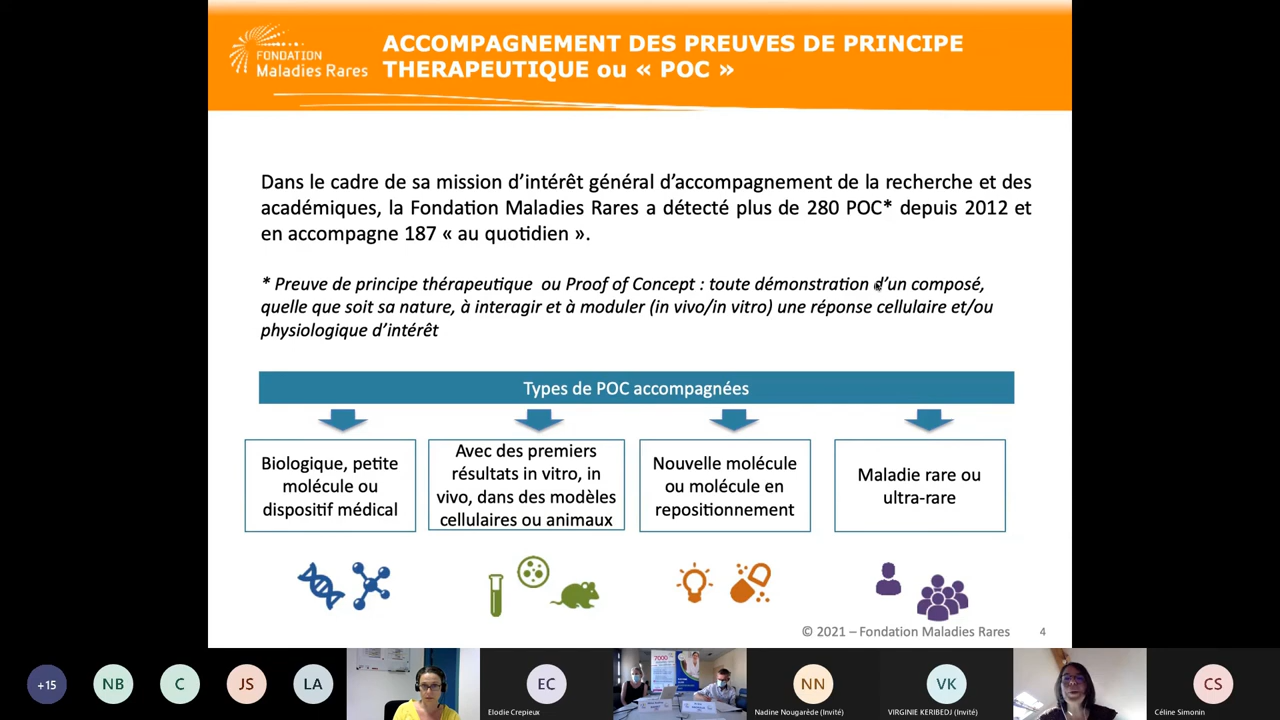 FONDATION
Maladies Rares
ACCOMPAGNEMENT DES PREUVES DE PRINCIPE
THERAPEUTIQUE ou « POC »
Dans le cadre de sa mission d'intérêt général d'accompagnement de la recherche et des
académiques, la Fondation Maladies Rares a détecté plus de 280 POC* depuis 2012 et
en accompagne 187 « au quotidien ».
* Preuve de principe thérapeutique ou Proof of Concept : toute démonstration d'un composé,
quelle que soit sa nature, à interagir et à moduler (in vivo/in vitro) une réponse cellulaire et/ou
physiologique d'intérêt
Types de POC accompagnées
Biologique, petite
molécule ou
dispositif médical
Avec des premiers
résultats in vitro, in
vivo, dans des modèles
cellulaires ou animaux
Nouvelle molécule
ou molécule en
repositionnement
Maladie rare ou
ultra-rare
© 2021 – Fondation Maladies Rares
4
+15
NB
C
JS
LA
EC
Elodie Crepieux
7000
NN
Nadine Nougarède (Invité)
VK
VIRGINIE KERIBEDJ (Invité)
CS
Céline Simonin